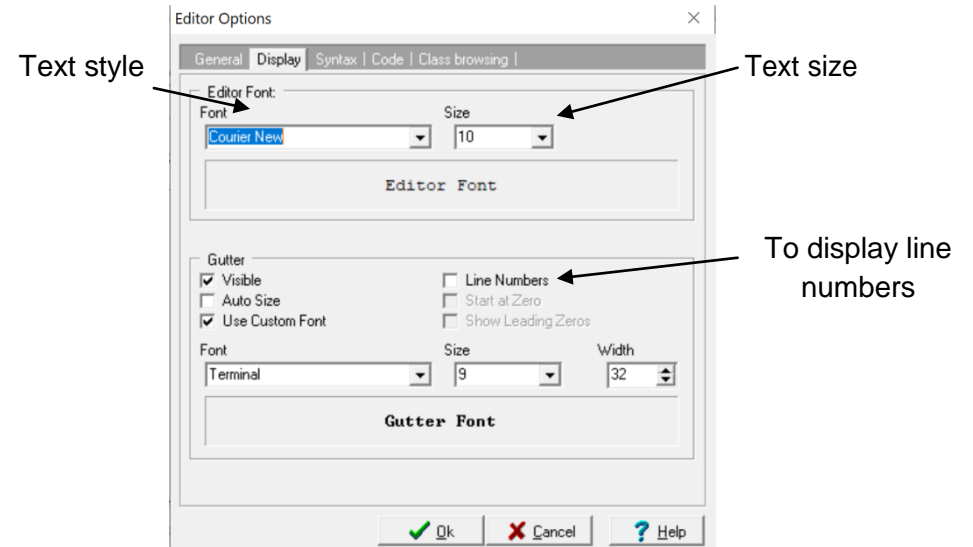 Editor Options
General Display Syntax | Code | Class browsing |
Text style
Text size
Editor Font:
Font Size
Courier New 10
Editor Font
To display line
numbers
Gutter
Visible Line Numbers
Auto Size Start at Zero
Use Custom Font Show Leading Zeros
Font Size Width
Terminal 9 32
Gutter Font
Ok Cancel Help